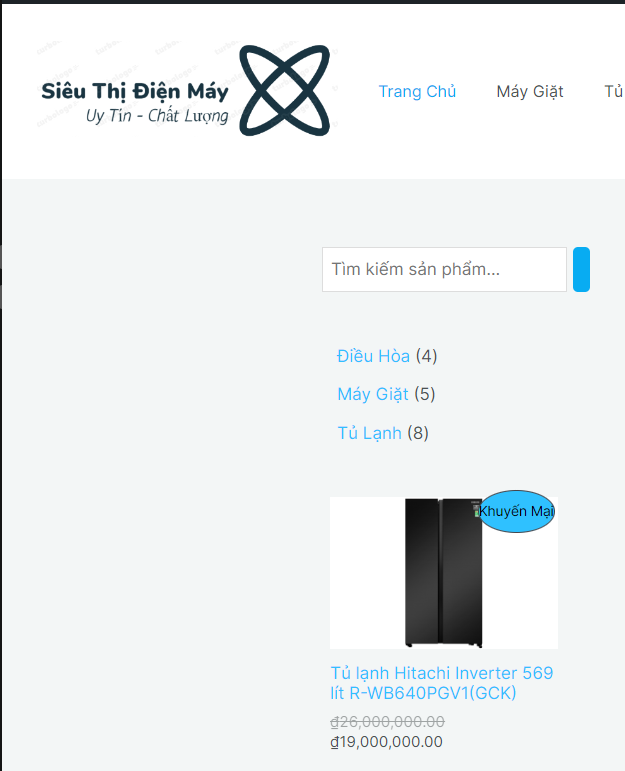 Siêu Thị Điện Máy
Uy Tín - Chất Lượng
Trang Chủ
Máy Giặt
Tủ
Tìm kiếm sản phẩm...
Điều Hòa (4)
Máy Giặt (5)
Tủ Lạnh (8)
Khuyến Mại
Tủ lạnh Hitachi Inverter 569
lít R-WB640PGV1(GCK)
₫26,000,000.00
₫19,000,000.00